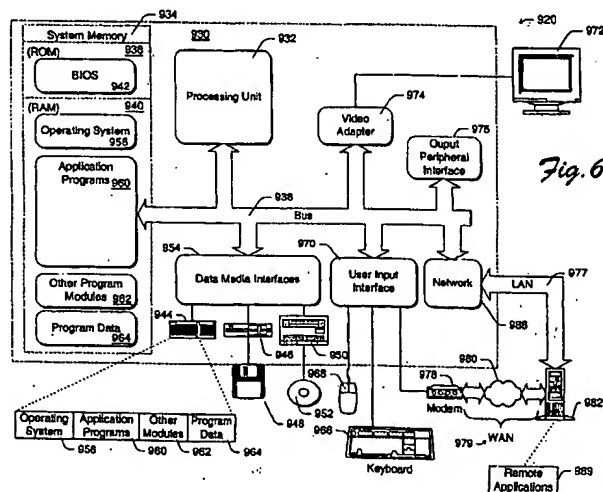 934
System Memory
(ROM) 938
BIOS
942
(RAM) 940
Operating System
958
Application
Programs 960
Other Program
Modules 962
Program Data
964
930
932
Processing Unit
920
972
974
Video
Adapter
975
Ouput
Peripheral
Interface
Fig. 6
936
Bus
954
Data Media Interfaces
970
User Input
Interface
Network
988
977
LAN
944
946
950
948
952
968
966
Keyboard
978
Modem
980
WAN
979
982
Operating
System
Application
Programs
Other
Modules
Program
Data
958
960
962
964
Remote
Applications
989